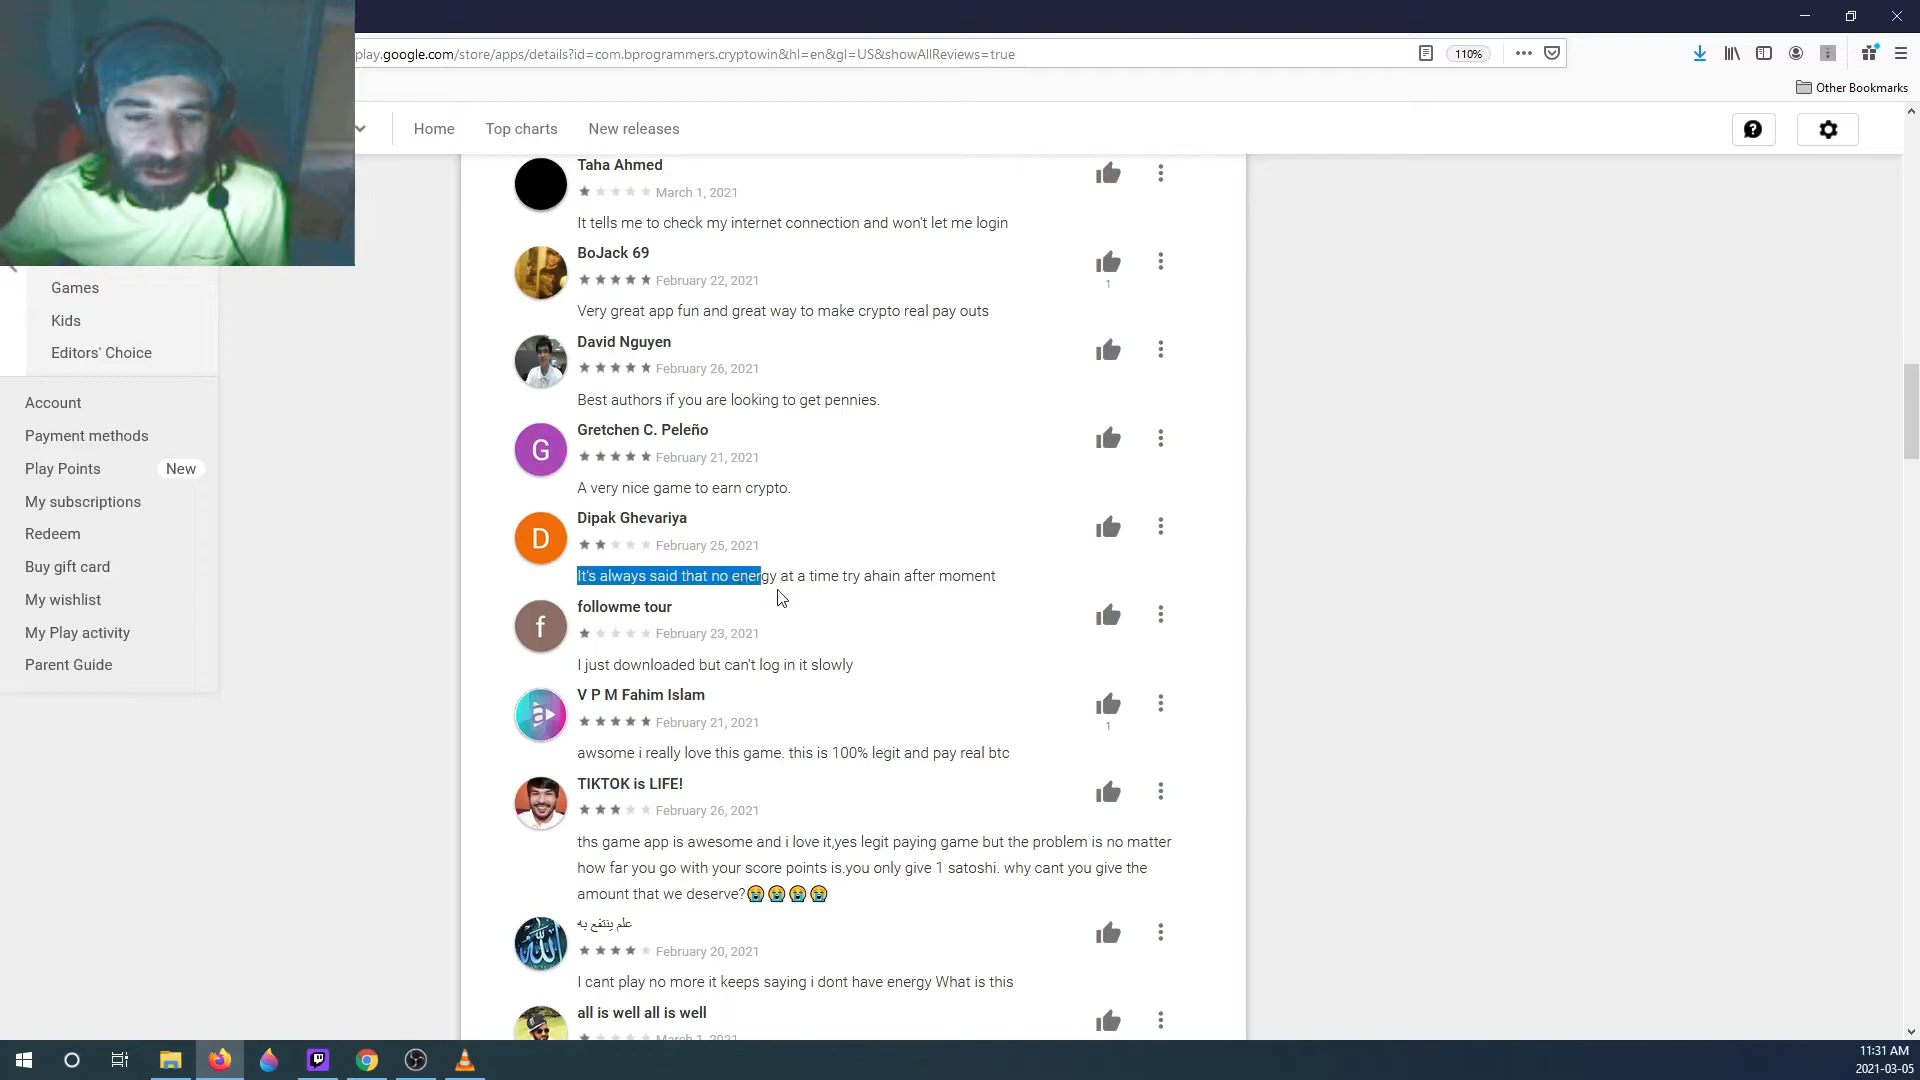 play.google.com/store/apps/details?id=com.bprogrammers.cryptowin&hl=en&gl=US&showAllReviews=true
110%
Other Bookmarks
Home
Top charts
New releases
Games
Kids
Editors' Choice
Account
Payment methods
Play Points
New
My subscriptions
Redeem
Buy gift card
My wishlist
My Play activity
Parent Guide
Taha Ahmed
March 1, 2021
It tells me to check my internet connection and won't let me login
BoJack 69
February 22, 2021
1
Very great app fun and great way to make crypto real pay outs
David Nguyen
February 26, 2021
Best authors if you are looking to get pennies.
G
Gretchen C. Peleño
February 21, 2021
A very nice game to earn crypto.
D
Dipak Ghevariya
February 25, 2021
It's always said that no energy at a time try ahain after moment
f
followme tour
February 23, 2021
I just downloaded but can't log in it slowly
V P M Fahim Islam
February 21, 2021
1
awsome i really love this game. this is 100% legit and pay real btc
TIKTOK is LIFE!
February 26, 2021
ths game app is awesome and i love it,yes legit paying game but the problem is no matter
how far you go with your score points is.you only give 1 satoshi. why cant you give the
amount that we deserve?😭😭😭😭
علم ينتفع به
February 20, 2021
I cant play no more it keeps saying i dont have energy What is this
all is well all is well
March 1, 2021
11:31 AM
2021-03-05